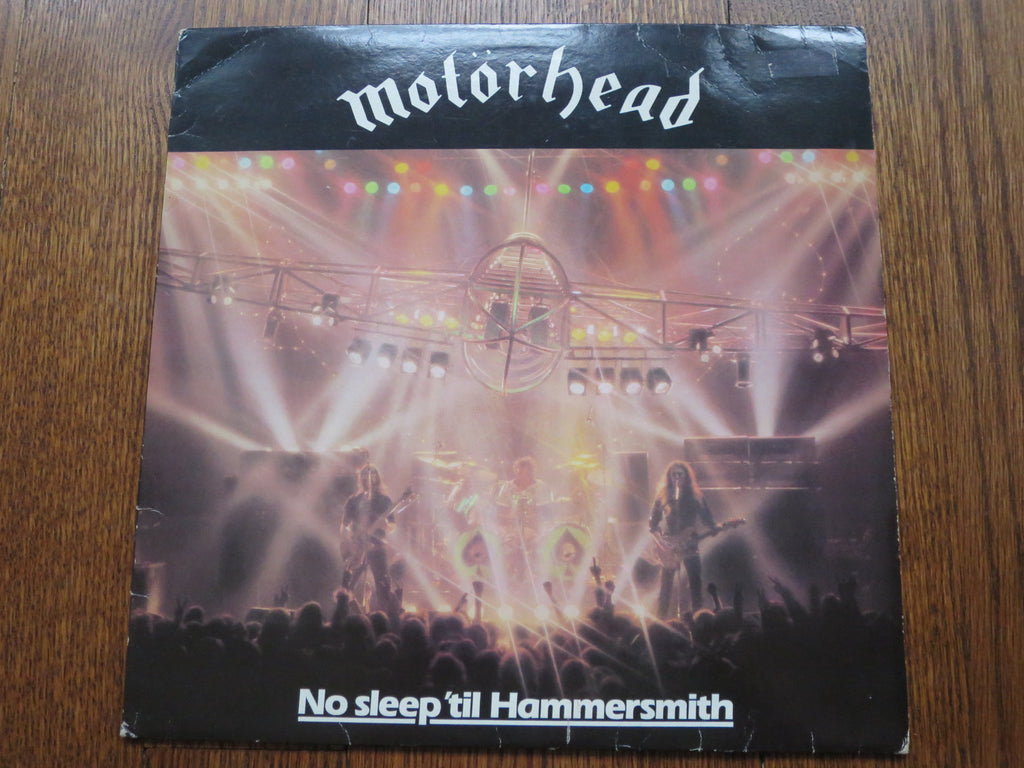 motörhead
No sleep 'til Hammersmith